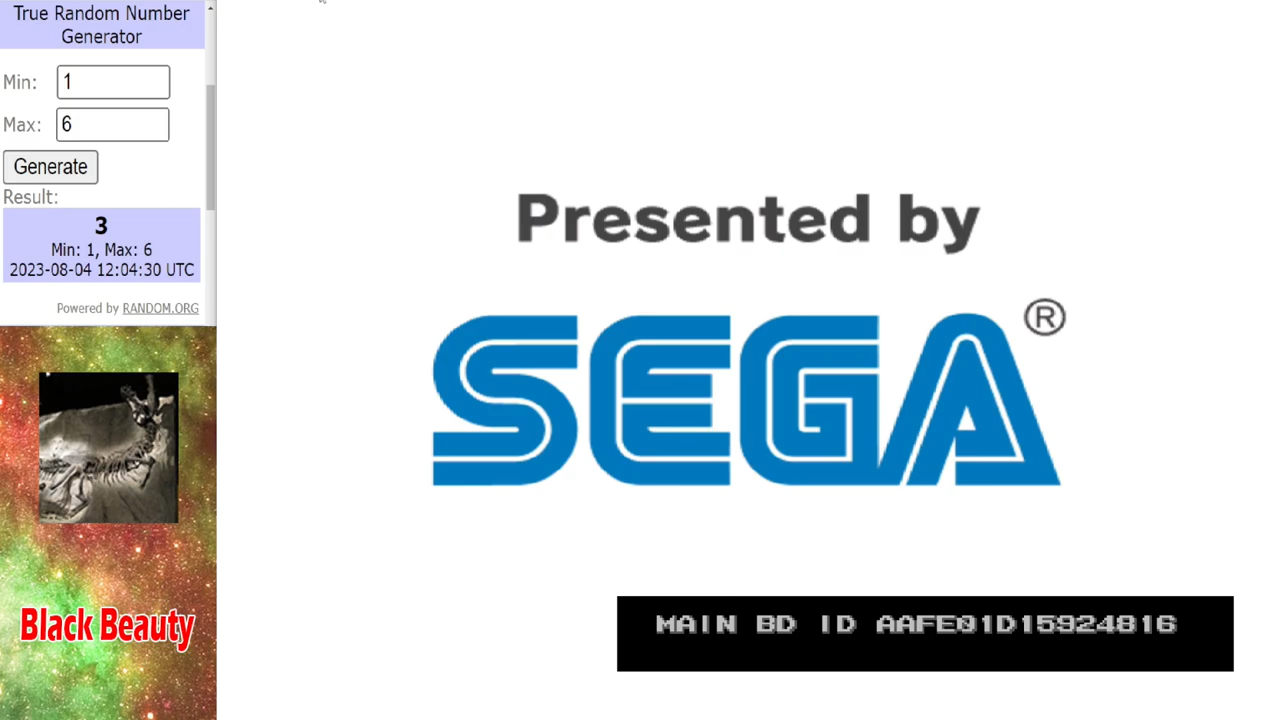 True Random Number
Generator
Min: 1
Max: 6
Generate
Result:
3
Min: 1, Max: 6
2023-08-04 12:04:30 UTC
Powered by RANDOM.ORG
Black Beauty
Presented by
SEGA®
MAIN BD ID AAFE01D15924816